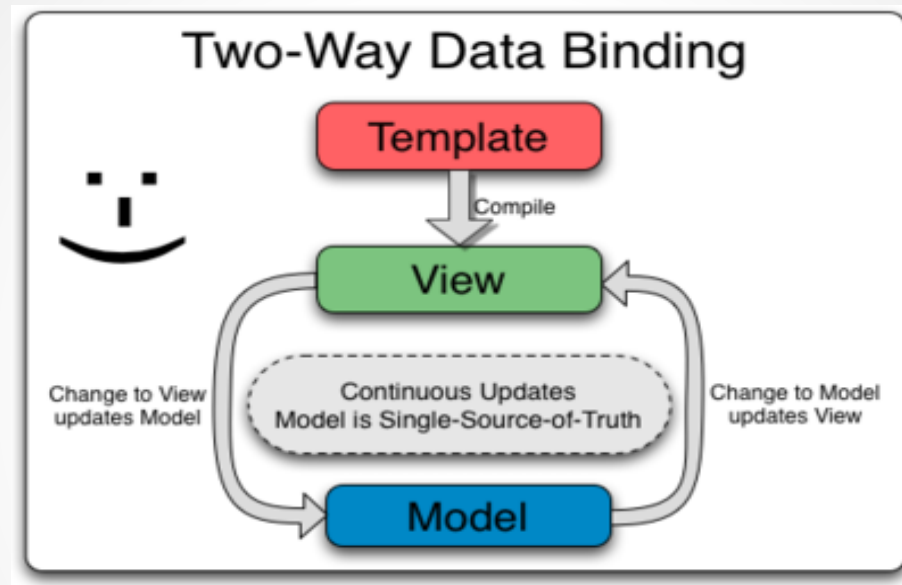 Two-Way Data Binding
Template
Compile
View
Change to View
updates Model
Continuous Updates
Model is Single-Source-of-Truth
Change to Model
updates View
Model